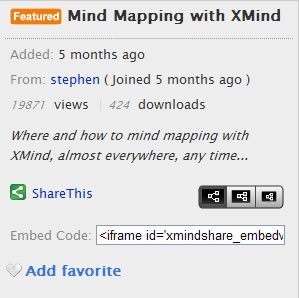 Featured Mind Mapping with XMind
Added: 5 months ago
From: stephen ( Joined 5 months ago )
19871 views 424 downloads
Where and how to mind mapping with
XMind, almost everywhere, any time...
ShareThis
Embed Code: <iframe id='xmindshare_embedv
Add favorite